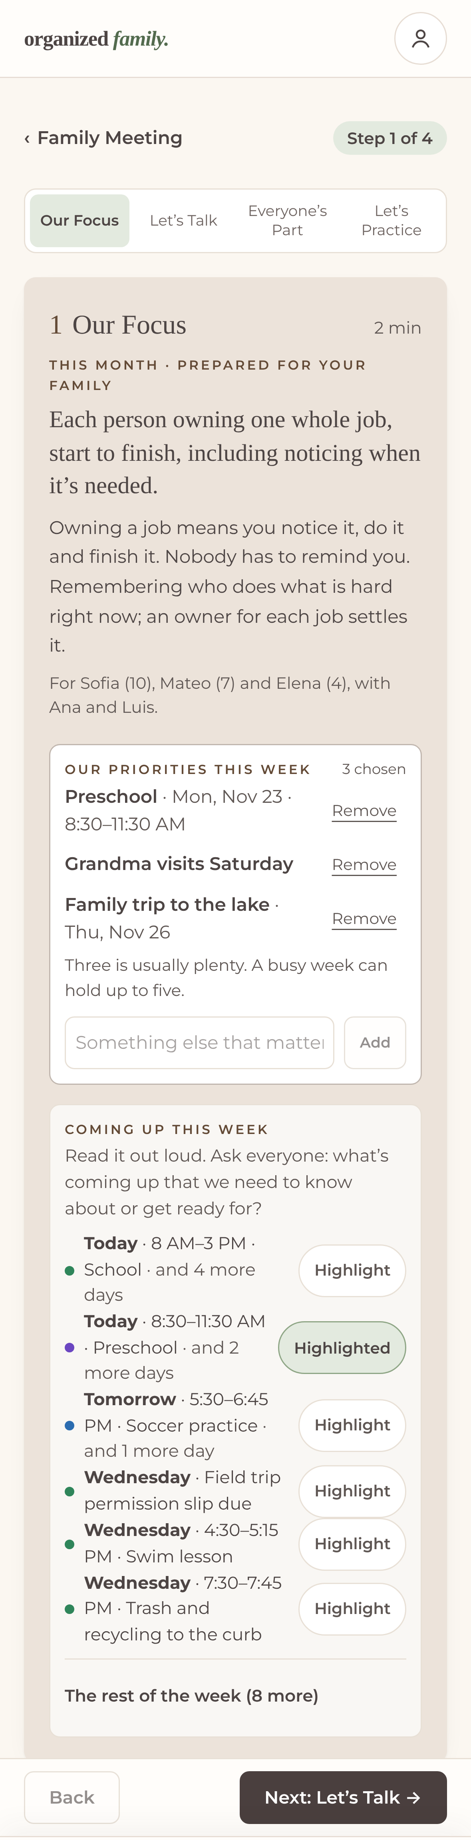 organized family.
‹ Family Meeting
Step 1 of 4
Our Focus
Let's Talk
Everyone's
Part
Let's
Practice
1 Our Focus
2 min
THIS MONTH · PREPARED FOR YOUR
FAMILY
Each person owning one whole job,
start to finish, including noticing when
it's needed.
Owning a job means you notice it, do it
and finish it. Nobody has to remind you.
Remembering who does what is hard
right now; an owner for each job settles
it.
For Sofia (10), Mateo (7) and Elena (4), with
Ana and Luis.
OUR PRIORITIES THIS WEEK
3 chosen
Preschool · Mon, Nov 23 ·
8:30–11:30 AM
Remove
Grandma visits Saturday
Remove
Family trip to the lake ·
Thu, Nov 26
Remove
Three is usually plenty. A busy week can
hold up to five.
Something else that matter
Add
COMING UP THIS WEEK
Read it out loud. Ask everyone: what's
coming up that we need to know
about or get ready for?
Today · 8 AM–3 PM ·
School · and 4 more
days
Highlight
Today · 8:30–11:30 AM
· Preschool · and 2
more days
Highlighted
Tomorrow · 5:30–6:45
PM · Soccer practice ·
and 1 more day
Highlight
Wednesday · Field trip
permission slip due
Highlight
Wednesday · 4:30–5:15
PM · Swim lesson
Highlight
Wednesday · 7:30–7:45
PM · Trash and
recycling to the curb
Highlight
The rest of the week (8 more)
Back
Next: Let's Talk →